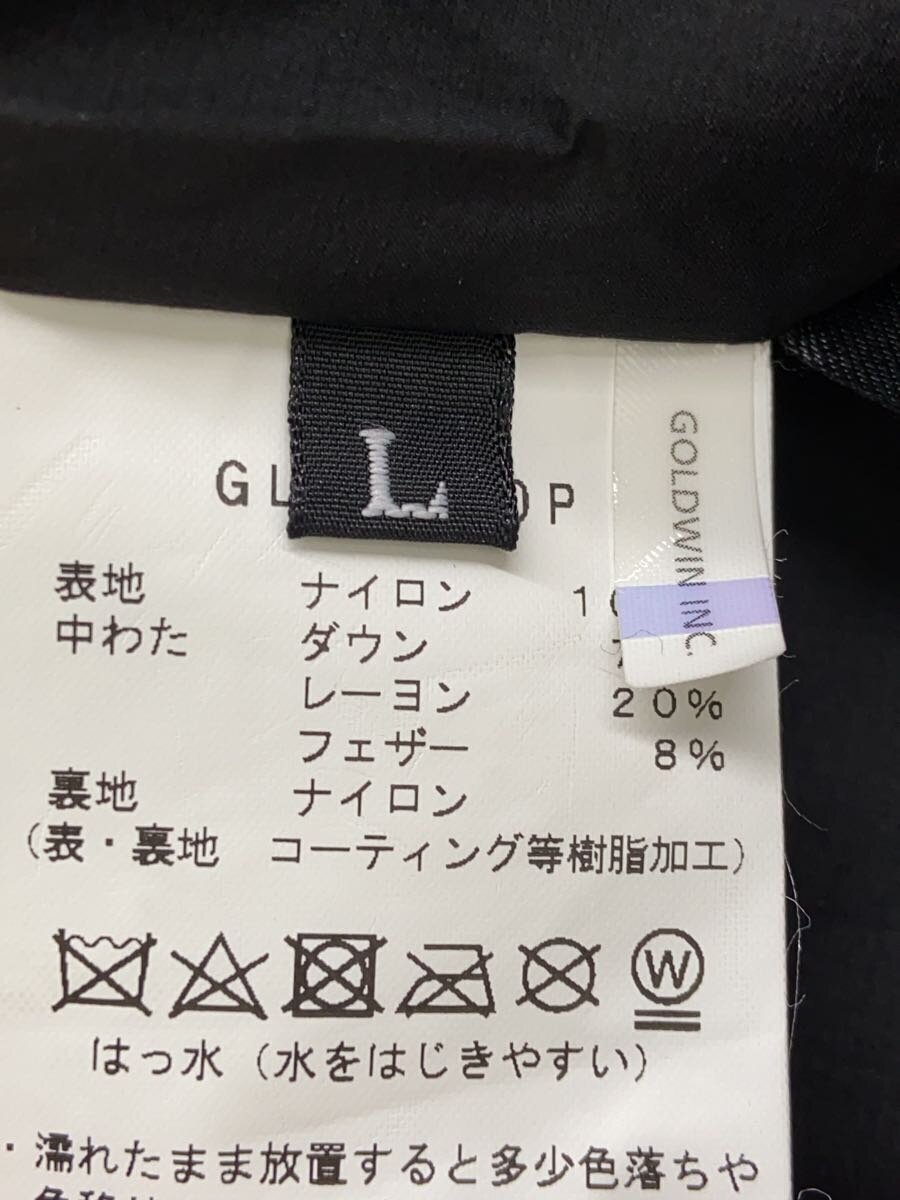 L
GOLDWIN INC.
表地 ナイロン
中わた ダウン
レーヨン 20%
フェザー 8%
裏地 ナイロン
(表・裏地 コーティング等樹脂加工)
W
はっ水(水をはじきやすい)
・濡れたまま放置すると多少色落ちや